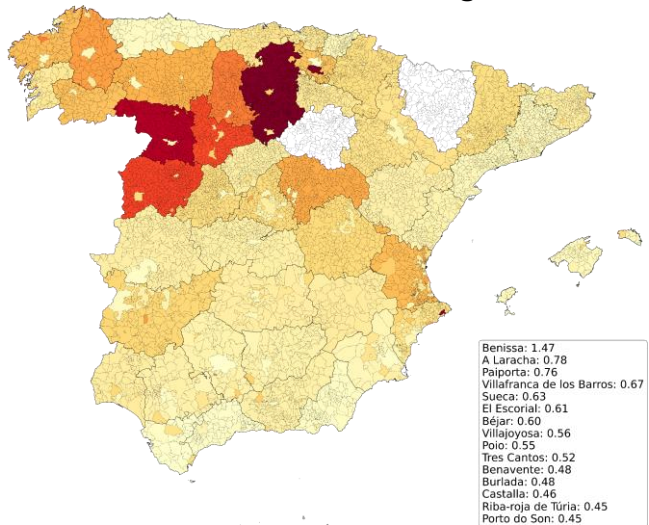 Benissa: 1.47
A Laracha: 0.78
Paiporta: 0.76
Villafranca de los Barros: 0.67
Sueca: 0.63
El Escorial: 0.61
Béjar: 0.60
Villajoyosa: 0.56
Poio: 0.55
Tres Cantos: 0.52
Benavente: 0.48
Burlada: 0.48
Castalla: 0.46
Riba-roja de Túria: 0.45
Porto do Son: 0.45